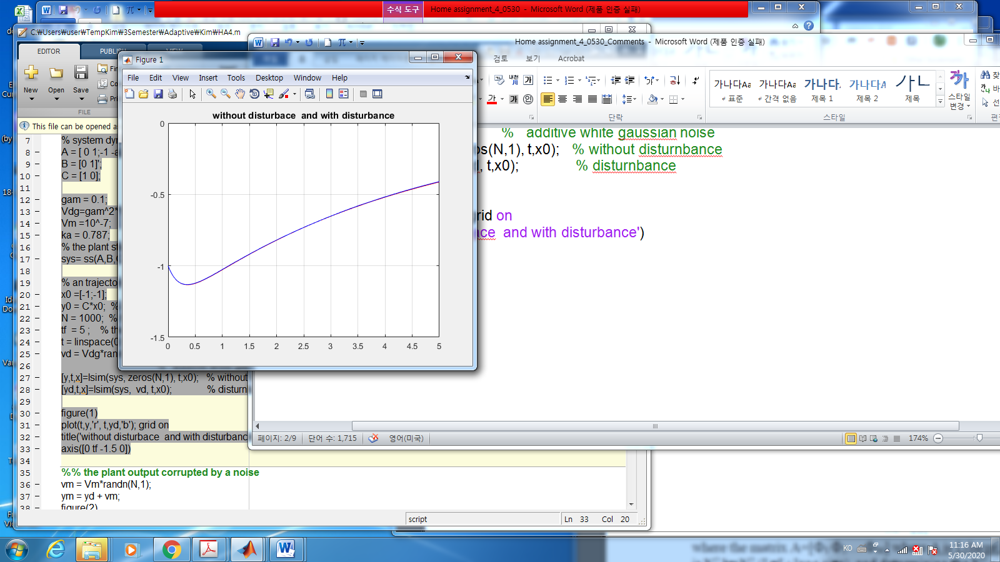 수식 도구
Home assignment_4_0530 - Microsoft Word (제품 인증 실패)
C:₩Users₩user₩TempKim₩3Semester₩Adaptive₩Kim₩HA4.m
Home assignment_4_0530_Comments - Microsoft Word (제품 인증 실패)
EDITOR
PUBL
검토
보기
Acrobat
New
Open
Save
Fin
Co
Pri
FILE
가나다Aa
가나다Aa
가나다
가나다
표준
간격 없음
제목 1
제목 2
제목
스타일
변경
단락
스타일
This file can be opened a
Figure 1
File Edit View Insert Tools Desktop Window Help
without disturbace and with disturbance
0
-0.5
-1
-1.5
0 0.5 1 1.5 2 2.5 3 3.5 4 4.5 5
% additive white gaussian noise
os(N,1), t,x0); % without disturnbance
, t,x0); % disturnbance
rid on
ce and with disturbance')
7 % system dyr
8 A = [ 0 1;-1 -a
9 B = [0 1]';
10 C = [1 0];
11
12 gam = 0.1;
13 Vdg=gam^2*
14 Vm =10^-7;
15 ka = 0.787;
16 % the plant st
17 sys= ss(A,B,
18
19 % an trajecto
20 x0 =[-1;-1];
21 y0 = C*x0; %
22 N = 1000; %
23 tf = 5 ; % th
24 t = linspace(0
25 vd = Vdg*ran
26
27 [y,t,x]=lsim(sys, zeros(N,1), t,x0); % without
28 [yd,t,x]=lsim(sys, vd, t,x0); % disturn
29
30 figure(1)
31 plot(t,y,'r', t,yd,'b'); grid on
32 title('without disturbace and with disturbanc
33 axis([0 tf -1.5 0])
34
35 %% the plant output corrupted by a noise
36 vm = Vm*randn(N,1);
37 ym = yd + vm;
38 figure(2)
페이지: 2/9 단어 수: 1,715 영어(미국)
174%
script
Ln 33 Col 20
KO
11:16 AM
5/30/2020